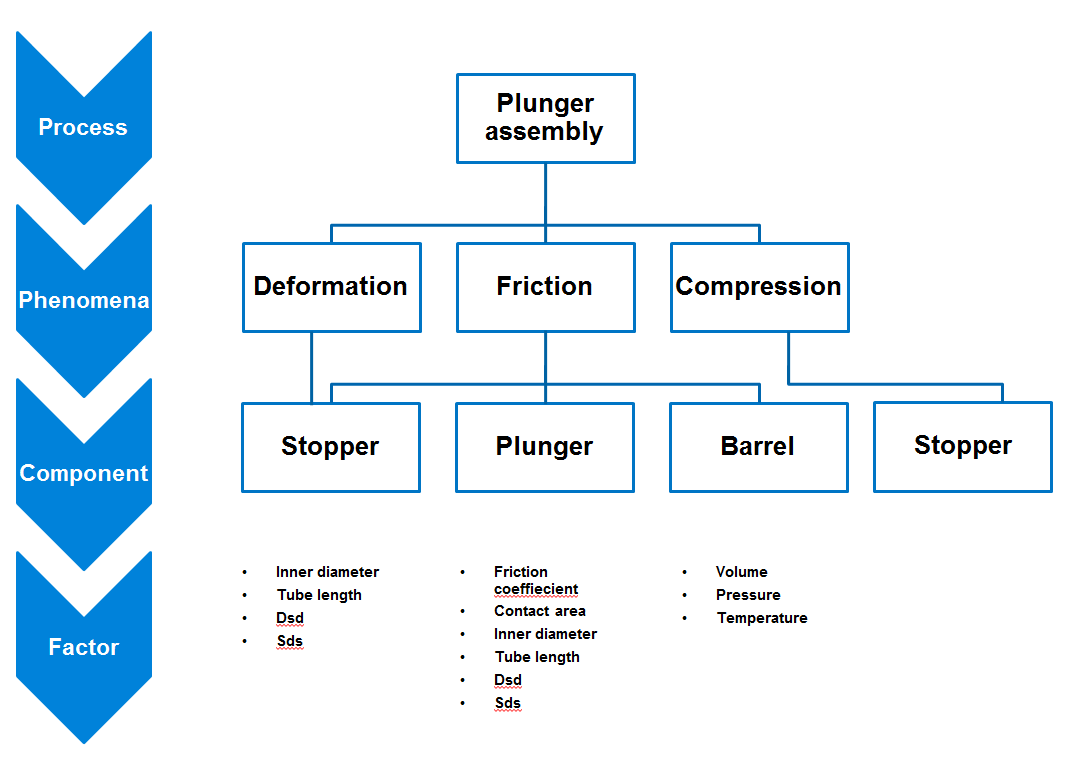 Process
Plunger
assembly
Phenomena
Deformation
Friction
Compression
Component
Stopper
Plunger
Barrel
Stopper
Factor
• Inner diameter
• Tube length
• Dsd
• Sds
• Friction
coeffiecient
• Contact area
• Inner diameter
• Tube length
• Dsd
• Sds
• Volume
• Pressure
• Temperature